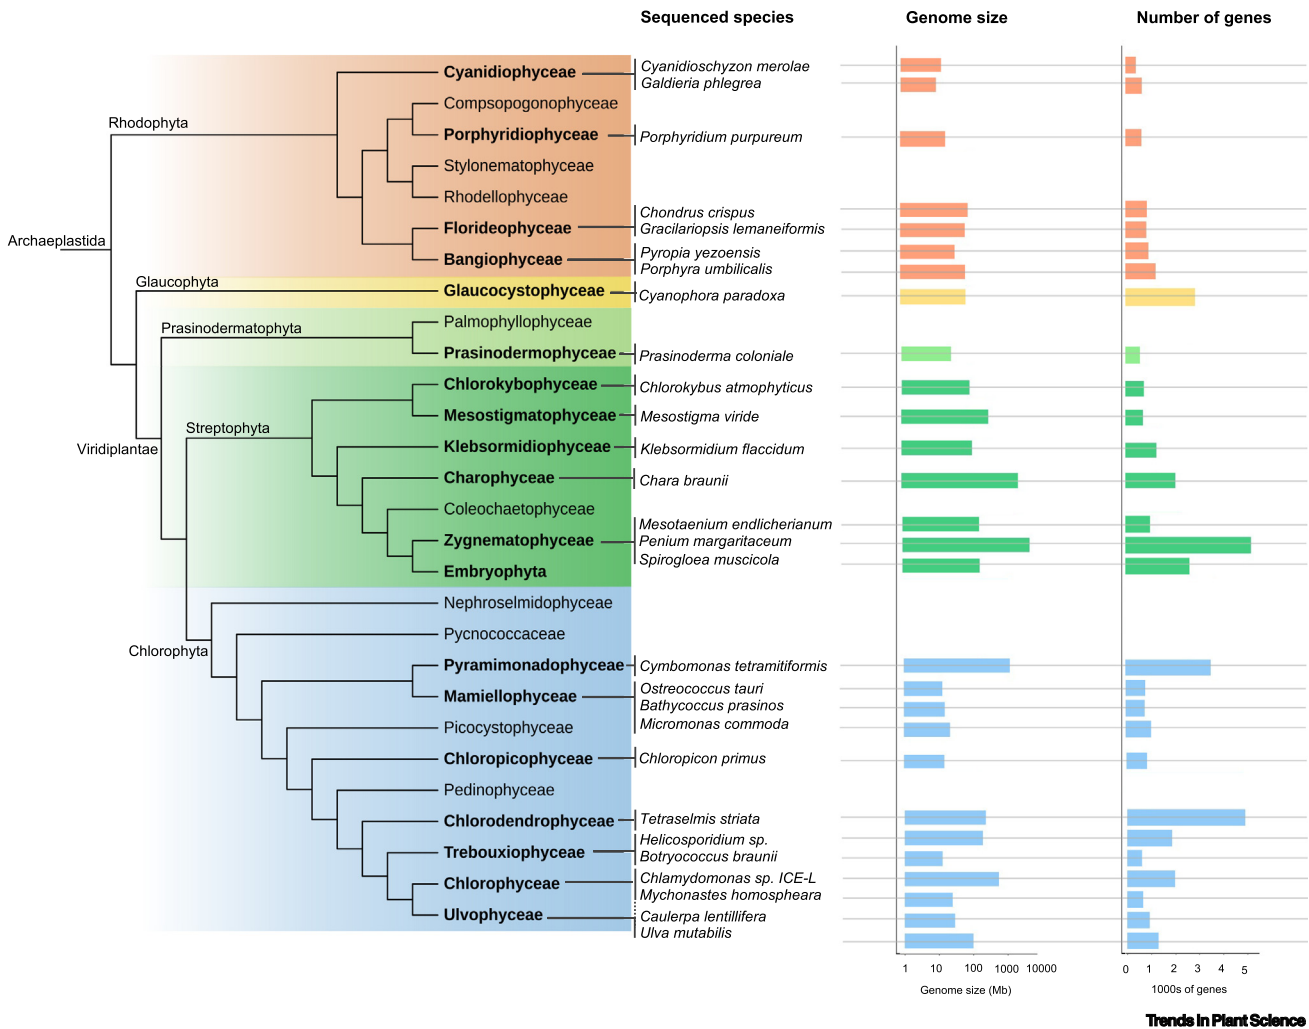 Sequenced species Genome size Number of genes
Cyanidiophyceae Cyanidioschyzon merolae
Galdieria phlegrea
Compsopogonophyceae
Rhodophyta
Porphyridiophyceae Porphyridium purpureum
Stylonematophyceae
Rhodellophyceae
Chondrus crispus
Florideophyceae Gracilariopsis lemaneiformis
Archaeplastida
Pyropia yezoensis
Bangiophyceae Porphyra umbilicalis
Glaucophyta
Glaucocystophyceae Cyanophora paradoxa
Palmophyllophyceae
Prasinodermatophyta
Prasinodermophyceae Prasinoderma coloniale
Chlorokybophyceae Chlorokybus atmophyticus
Mesostigmatophyceae Mesostigma viride
Streptophyta
Viridiplantae
Klebsormidiophyceae Klebsormidium flaccidum
Charophyceae Chara braunii
Coleochaetophyceae
Mesotaenium endlicherianum
Zygnematophyceae Penium margaritaceum
Spirogloea muscicola
Embryophyta
Nephroselmidophyceae
Pycnococcaceae
Chlorophyta
Pyramimonadophyceae Cymbomonas tetramitiformis
Ostreococcus tauri
Mamiellophyceae Bathycoccus prasinos
Micromonas commoda
Picocystophyceae
Chloropicophyceae Chloropicon primus
Pedinophyceae
Chlorodendrophyceae Tetraselmis striata
Helicosporidium sp.
Trebouxiophyceae Botryococcus braunii
Chlamydomonas sp. ICE-L
Chlorophyceae Mychonastes homospheara
Ulvophyceae Caulerpa lentillifera
Ulva mutabilis
1 10 100 1000 10000 0 1 2 3 4 5
Genome size (Mb) 1000s of genes
Trends in Plant Science